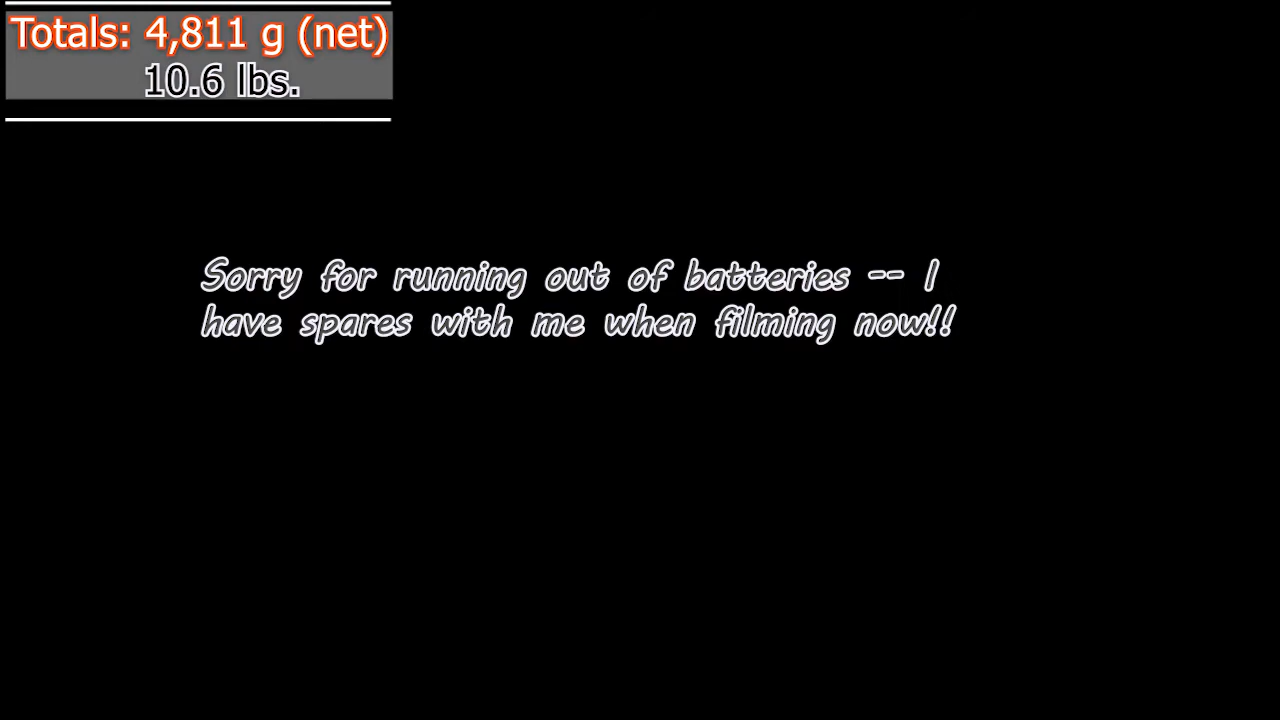 Totals: 4,811 g (net)
10.6 lbs.
Sorry for running out of batteries -- I
have spares with me when filming now!!